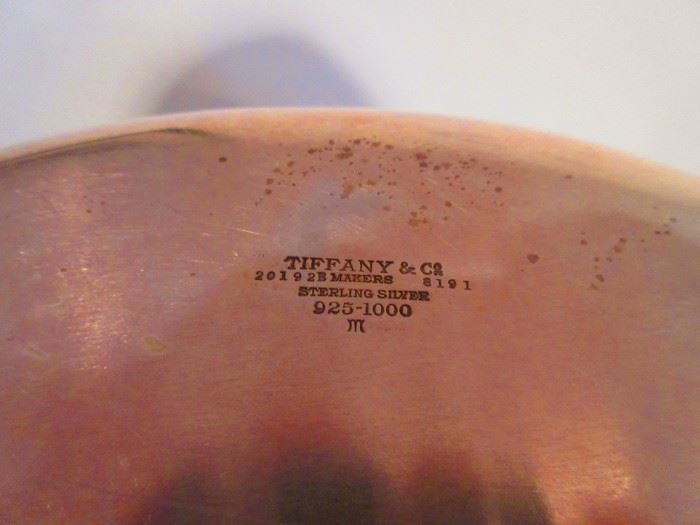 TIFFANY & Co
20192B MAKERS 8191
STERLING SILVER
925-1000
m